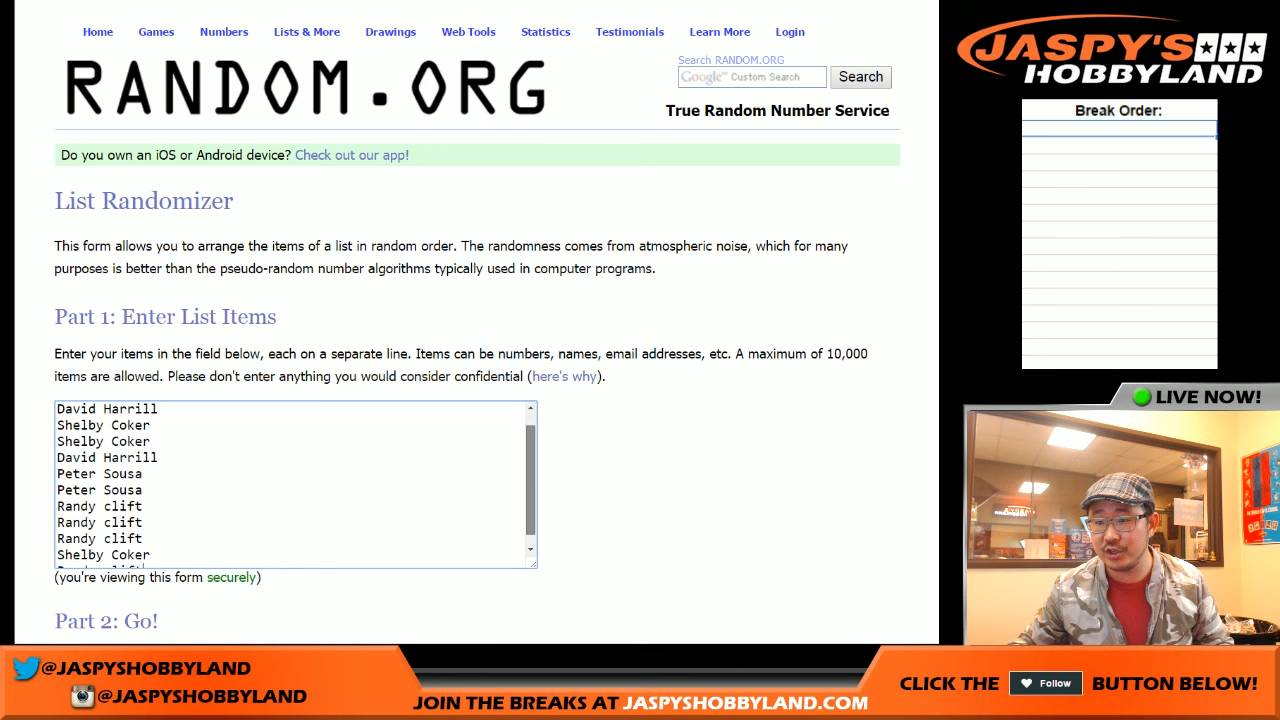 Home Games Numbers Lists & More Drawings Web Tools Statistics Testimonials Learn More Login
RANDOM.ORG
Search RANDOM.ORG
Google™ Custom Search Search
True Random Number Service
Do you own an iOS or Android device? Check out our app!
List Randomizer
This form allows you to arrange the items of a list in random order. The randomness comes from atmospheric noise, which for many
purposes is better than the pseudo-random number algorithms typically used in computer programs.
Part 1: Enter List Items
Enter your items in the field below, each on a separate line. Items can be numbers, names, email addresses, etc. A maximum of 10,000
items are allowed. Please don't enter anything you would consider confidential (here's why).
David Harrill
Shelby Coker
Shelby Coker
David Harrill
Peter Sousa
Peter Sousa
Randy clift
Randy clift
Randy clift
Shelby Coker
(you're viewing this form securely)
Part 2: Go!
JASPY'S
HOBBYLAND
Break Order:
LIVE NOW!
@JASPYSHOBBYLAND
@JASPYSHOBBYLAND
JOIN THE BREAKS AT JASPYSHOBBYLAND.COM
CLICK THE Follow BUTTON BELOW!